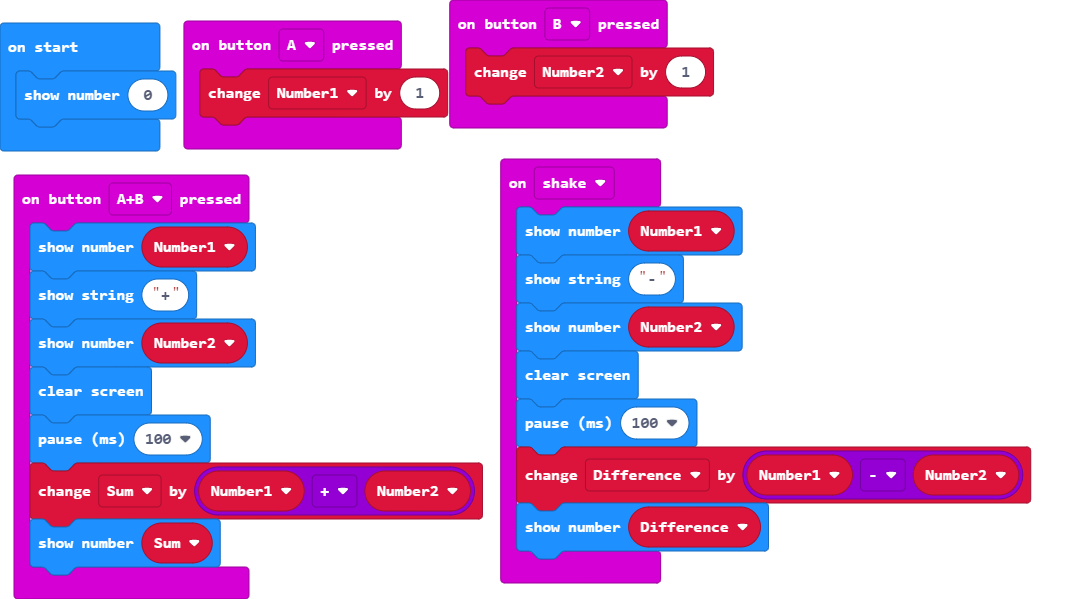 on start
show number 0
on button A pressed
change Number1 by 1
on button B pressed
change Number2 by 1
on button A+B pressed
show number Number1
show string "+"
show number Number2
clear screen
pause (ms) 100
change Sum by Number1 + Number2
show number Sum
on shake
show number Number1
show string "-"
show number Number2
clear screen
pause (ms) 100
change Difference by Number1 - Number2
show number Difference